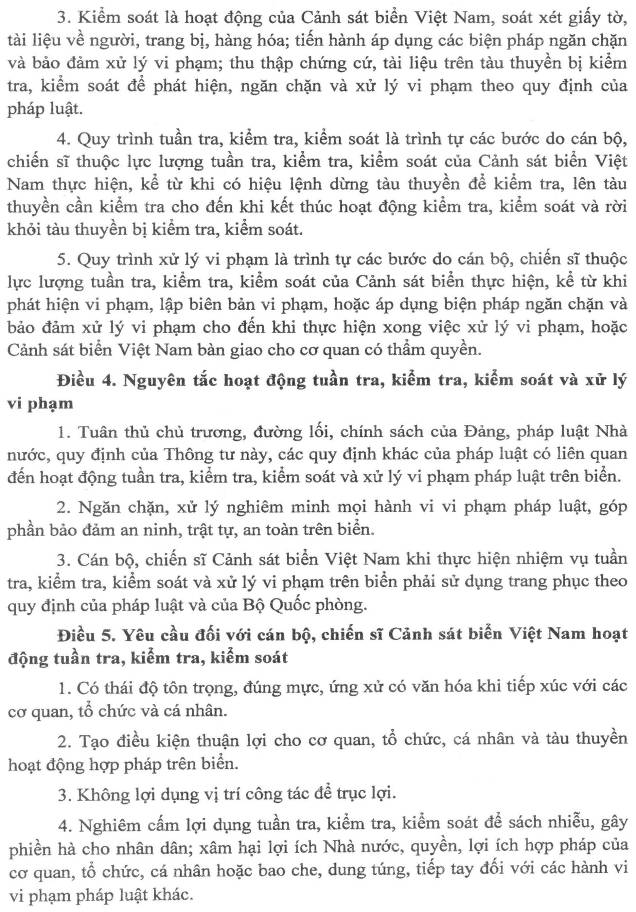 3. Kiểm soát là hoạt động của Cảnh sát biển Việt Nam, soát xét giấy tờ,
tài liệu về người, trang bị, hàng hóa; tiến hành áp dụng các biện pháp ngăn chặn
và bảo đảm xử lý vi phạm; thu thập chứng cứ, tài liệu trên tàu thuyền bị kiểm
tra, kiểm soát để phát hiện, ngăn chặn và xử lý vi phạm theo quy định của
pháp luật.
4. Quy trình tuần tra, kiểm tra, kiểm soát là trình tự các bước do cán bộ,
chiến sĩ thuộc lực lượng tuần tra, kiểm tra, kiểm soát của Cảnh sát biển Việt
Nam thực hiện, kể từ khi có hiệu lệnh dừng tàu thuyền để kiểm tra, lên tàu
thuyền cần kiểm tra cho đến khi kết thúc hoạt động kiểm tra, kiểm soát và rời
khỏi tàu thuyền bị kiểm tra, kiểm soát.
5. Quy trình xử lý vi phạm là trình tự các bước do cán bộ, chiến sĩ thuộc
lực lượng tuần tra, kiểm tra, kiểm soát của Cảnh sát biển thực hiện, kể từ khi
phát hiện vi phạm, lập biên bản vi phạm, hoặc áp dụng biện pháp ngăn chặn và
bảo đảm xử lý vi phạm cho đến khi thực hiện xong việc xử lý vi phạm, hoặc
Cảnh sát biển Việt Nam bàn giao cho cơ quan có thẩm quyền.
Điều 4. Nguyên tắc hoạt động tuần tra, kiểm tra, kiểm soát và xử lý
vi phạm
1. Tuân thủ chủ trương, đường lối, chính sách của Đảng, pháp luật Nhà
nước, quy định của Thông tư này, các quy định khác của pháp luật có liên quan
đến hoạt động tuần tra, kiểm tra, kiểm soát và xử lý vi phạm pháp luật trên biển.
2. Ngăn chặn, xử lý nghiêm minh mọi hành vi vi phạm pháp luật, góp
phần bảo đảm an ninh, trật tự, an toàn trên biển.
3. Cán bộ, chiến sĩ Cảnh sát biển Việt Nam khi thực hiện nhiệm vụ tuần
tra, kiểm tra, kiểm soát và xử lý vi phạm trên biển phải sử dụng trang phục theo
quy định của pháp luật và của Bộ Quốc phòng.
Điều 5. Yêu cầu đối với cán bộ, chiến sĩ Cảnh sát biển Việt Nam hoạt
động tuần tra, kiểm tra, kiểm soát
1. Có thái độ tôn trọng, đúng mực, ứng xử có văn hóa khi tiếp xúc với các
cơ quan, tổ chức và cá nhân.
2. Tạo điều kiện thuận lợi cho cơ quan, tổ chức, cá nhân và tàu thuyền
hoạt động hợp pháp trên biển.
3. Không lợi dụng vị trí công tác để trục lợi.
4. Nghiêm cấm lợi dụng tuần tra, kiểm tra, kiểm soát để sách nhiễu, gây
phiền hà cho nhân dân; xâm hại lợi ích Nhà nước, quyền, lợi ích hợp pháp của
cơ quan, tổ chức, cá nhân hoặc bao che, dung túng, tiếp tay đối với các hành vi
vi phạm pháp luật khác.